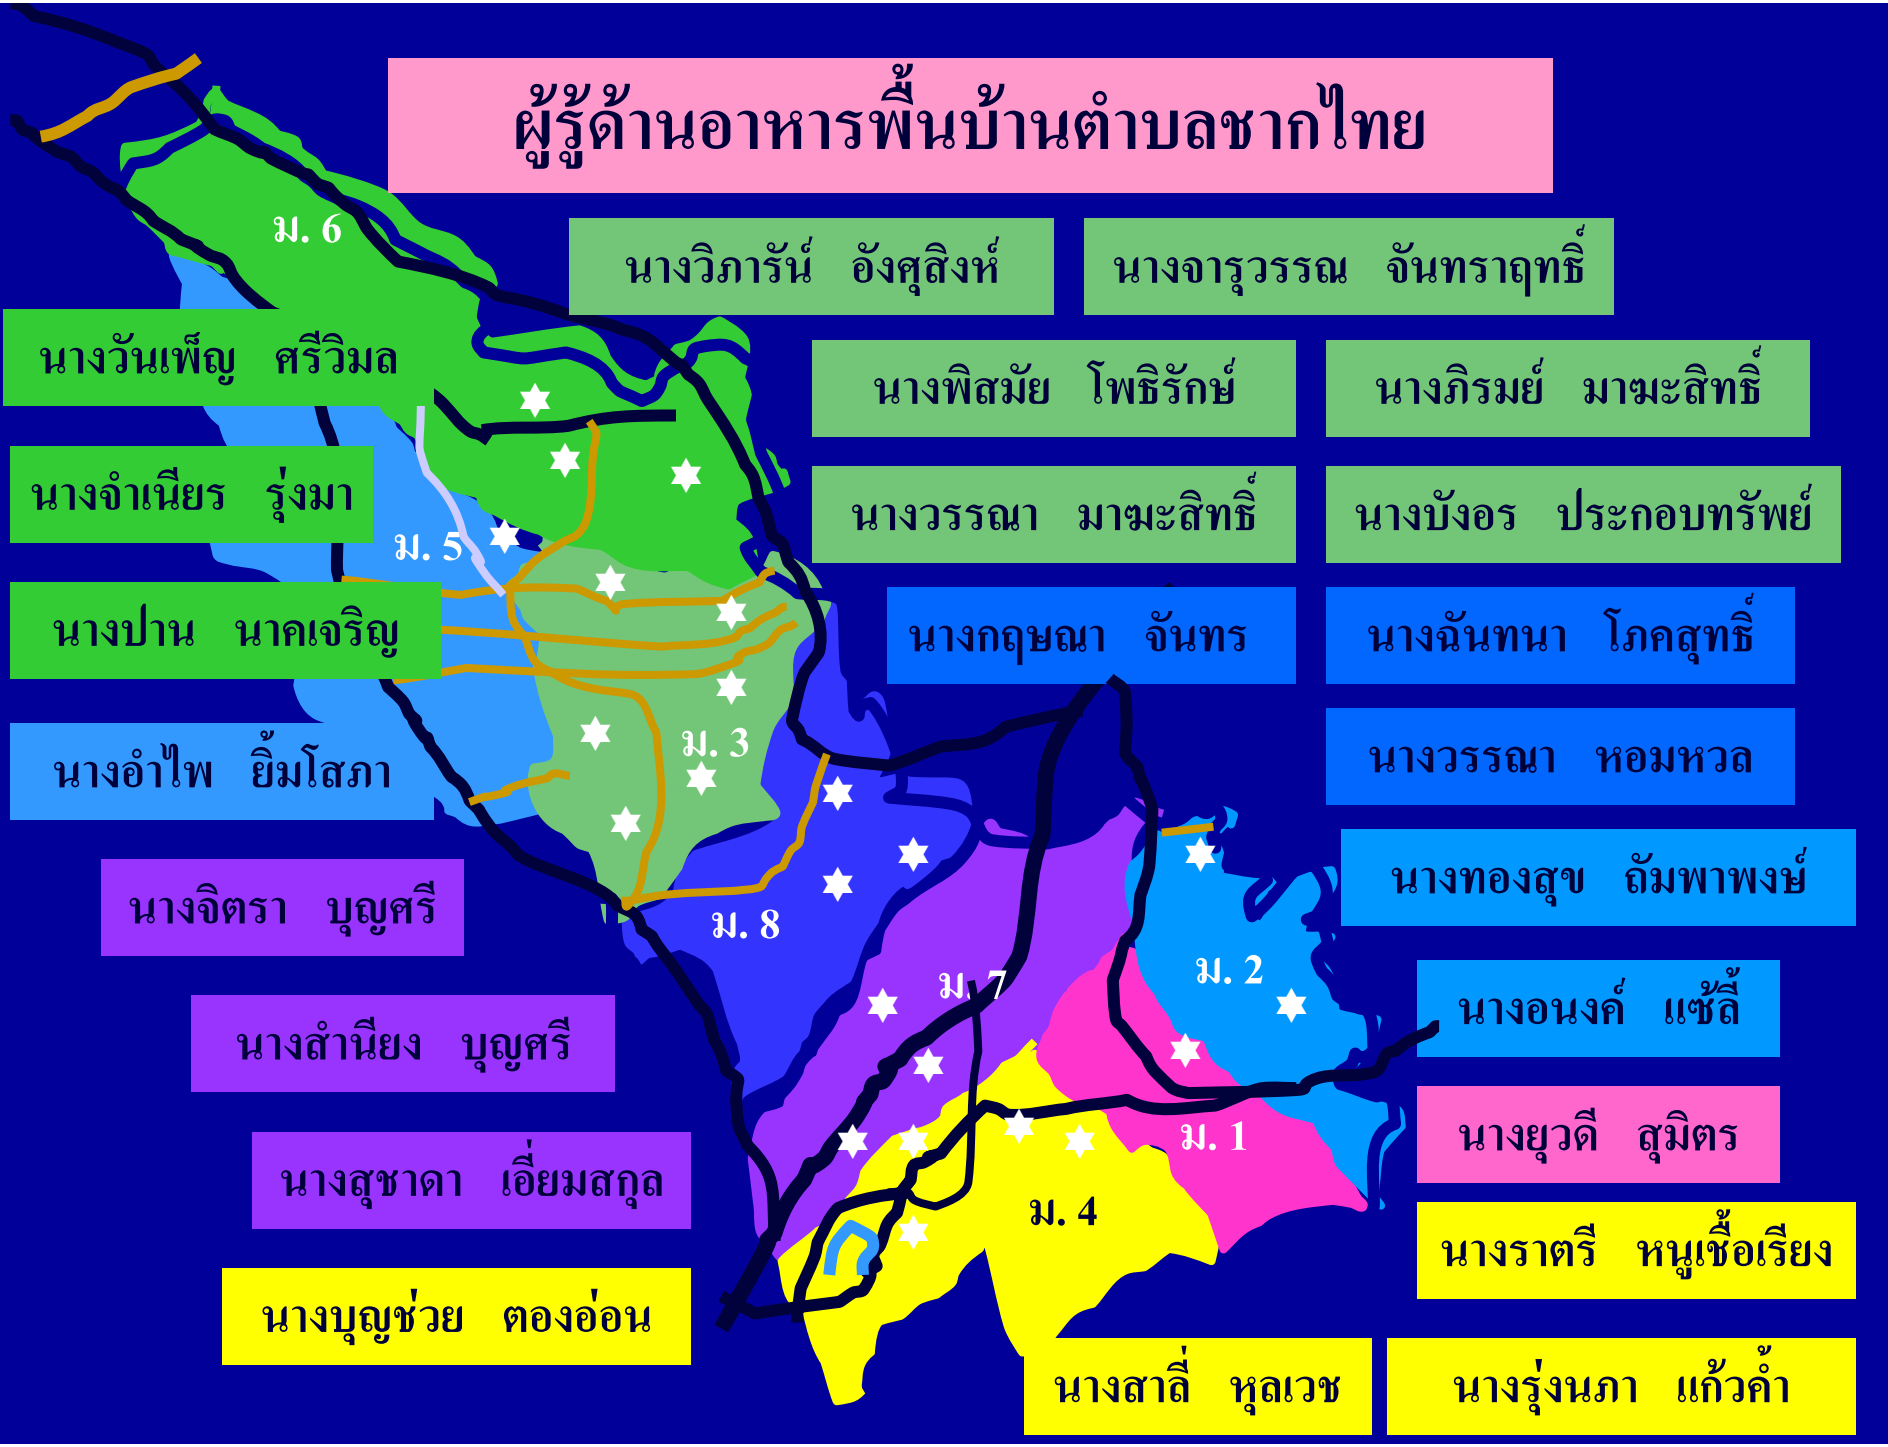 ผู้รู้ด้านอาหารพื้นบ้านตำบลชากไทย
ม. 6
นางวิภารัน์ อังศุสิงห์
นางจารุวรรณ จันทราฤทธิ์
นางวันเพ็ญ ศรีวิมล
นางพิสมัย โพธิรักษ์
นางภิรมย์ มาฆะสิทธิ์
นางจำเนียร รุ่งมา
นางวรรณา มาฆะสิทธิ์
นางบังอร ประกอบทรัพย์
ม. 5
นางปาน นาคเจริญ
นางกฤษณา จันทร
นางฉันทนา โภคสุทธิ์
ม. 3
นางอำไพ ยิ้มโสภา
นางวรรณา หอมหวล
นางทองสุข ถัมพาพงษ์
นางจิตรา บุญศรี
ม. 8
ม. 7
ม. 2
นางอนงค์ แซ้ลี้
นางสำนียง บุญศรี
ม. 1
นางยุวดี สุมิตร
นางสุชาดา เอี่ยมสกุล
ม. 4
นางราตรี หนูเชื้อเรียง
นางบุญช่วย ตองอ่อน
นางสาลี่ หุลเวช
นางรุ่งนภา แก้วค้ำ